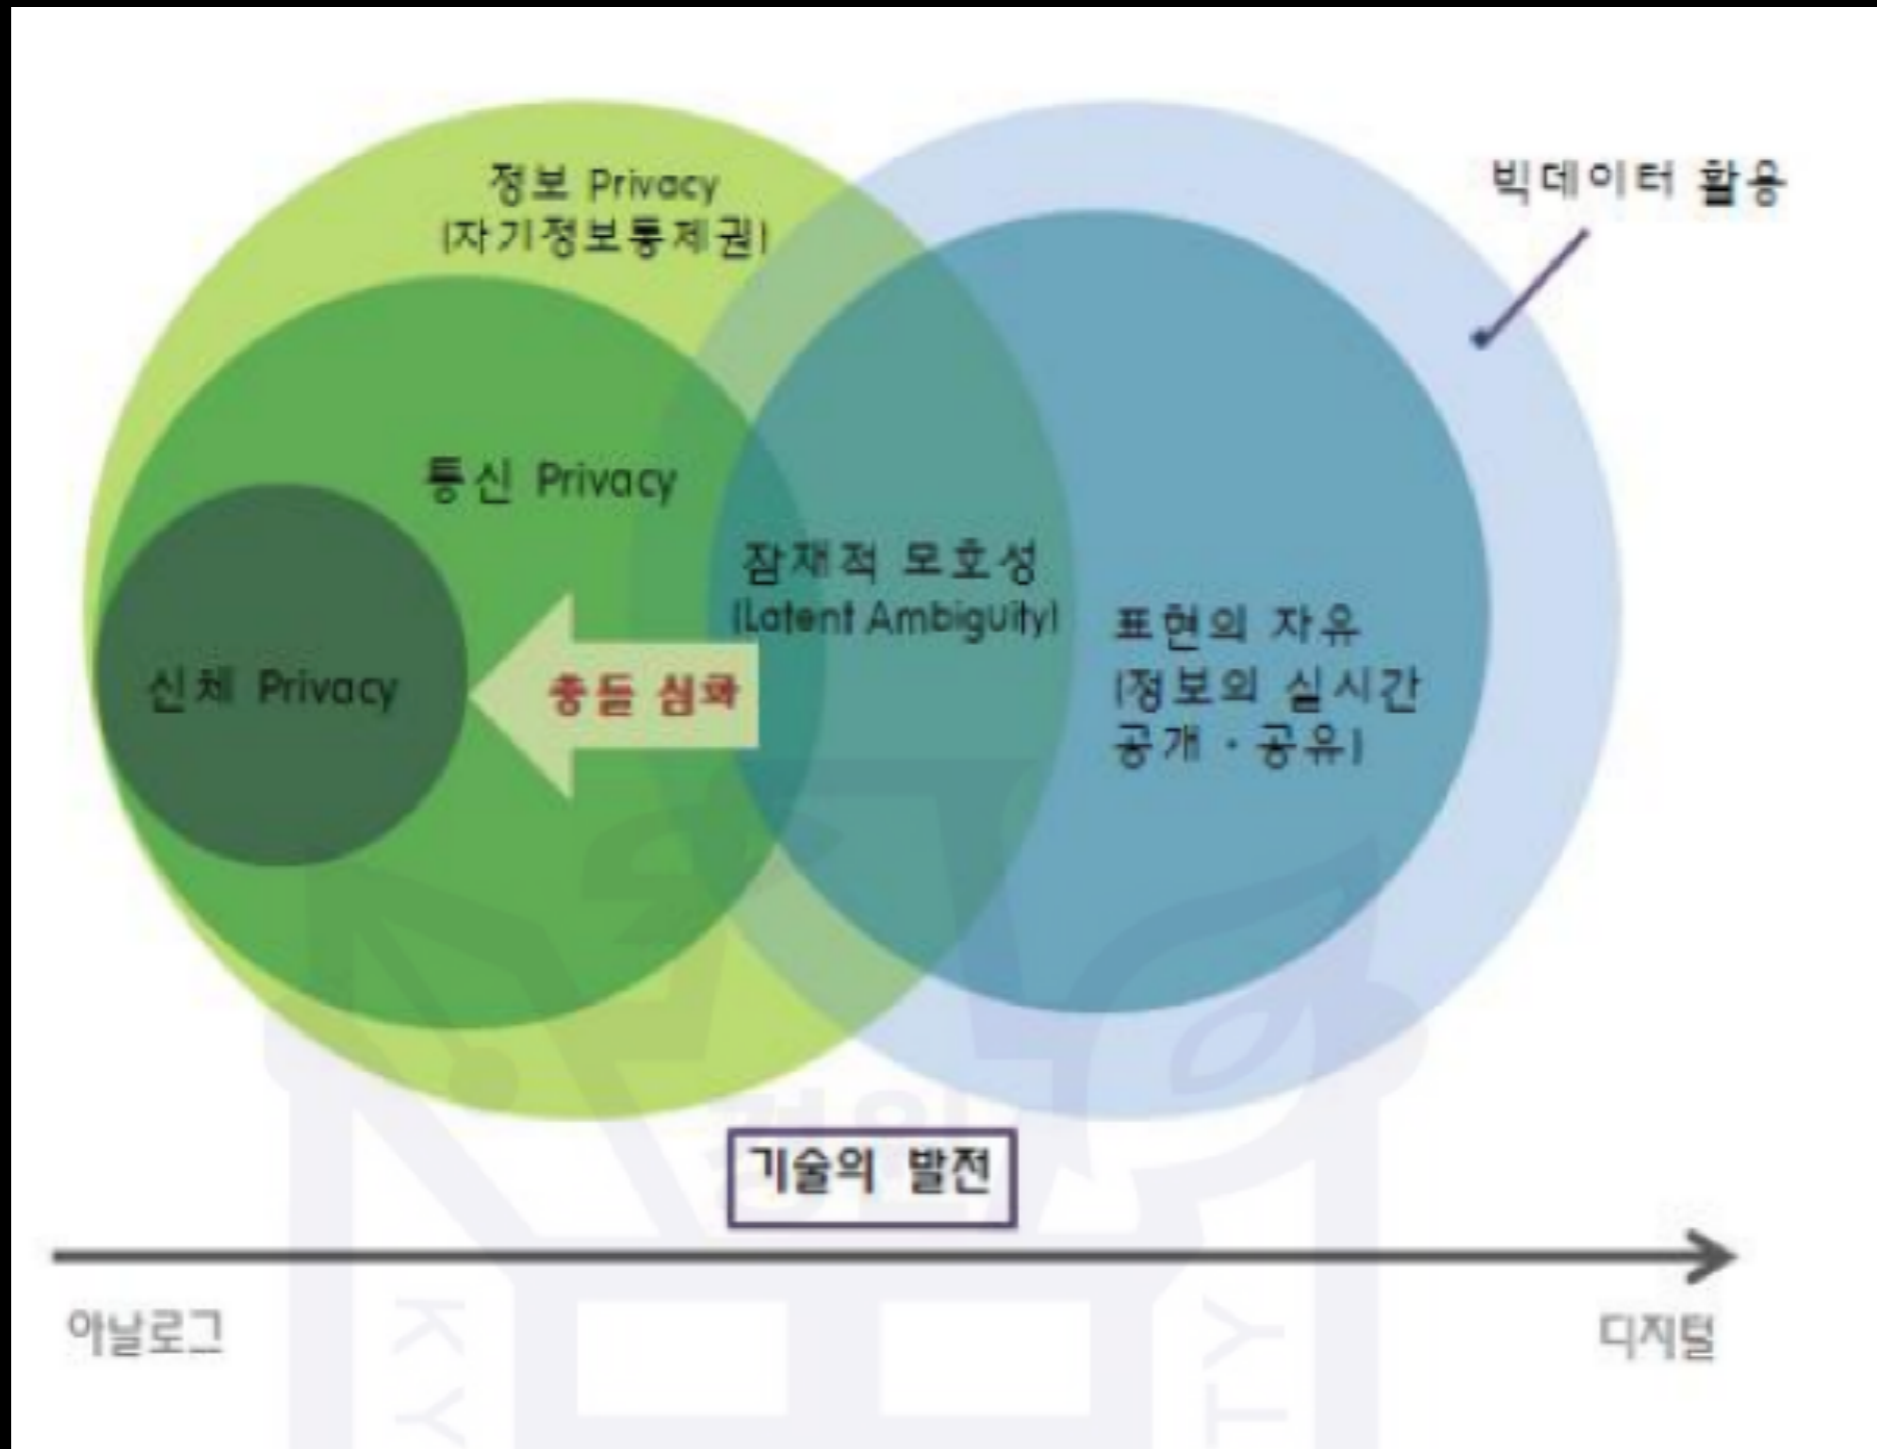 정보 Privacy
(자기정보통제권)
빅데이터 활용
통신 Privacy
잠재적 모호성
(Latent Ambiguity)
표현의 자유
(정보의 실시간
공개 · 공유)
신체 Privacy
충돌 심화
기술의 발전
아날로그
디지털